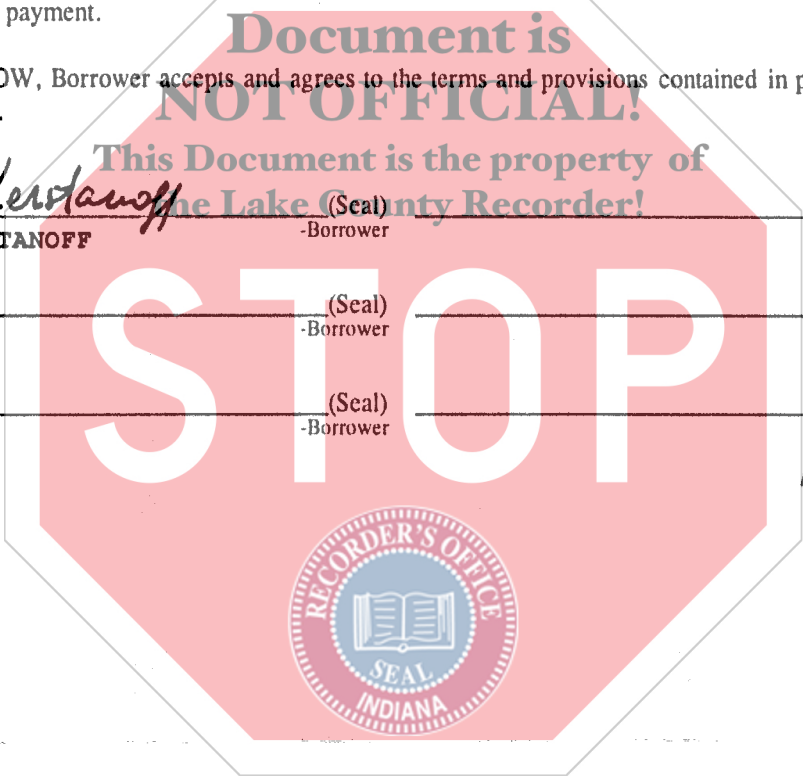 payment.
Document is
OW, Borrower accepts and agrees to the terms and provisions contained in p
NOT OFFICIAL!
This Document is the property of
erstanoff
the Lake County Recorder!
(Seal)
TANOFF
-Borrower
(Seal)
-Borrower
STOP
(Seal)
-Borrower
RECORDER'S OFFICE
SEAL
INDIANA